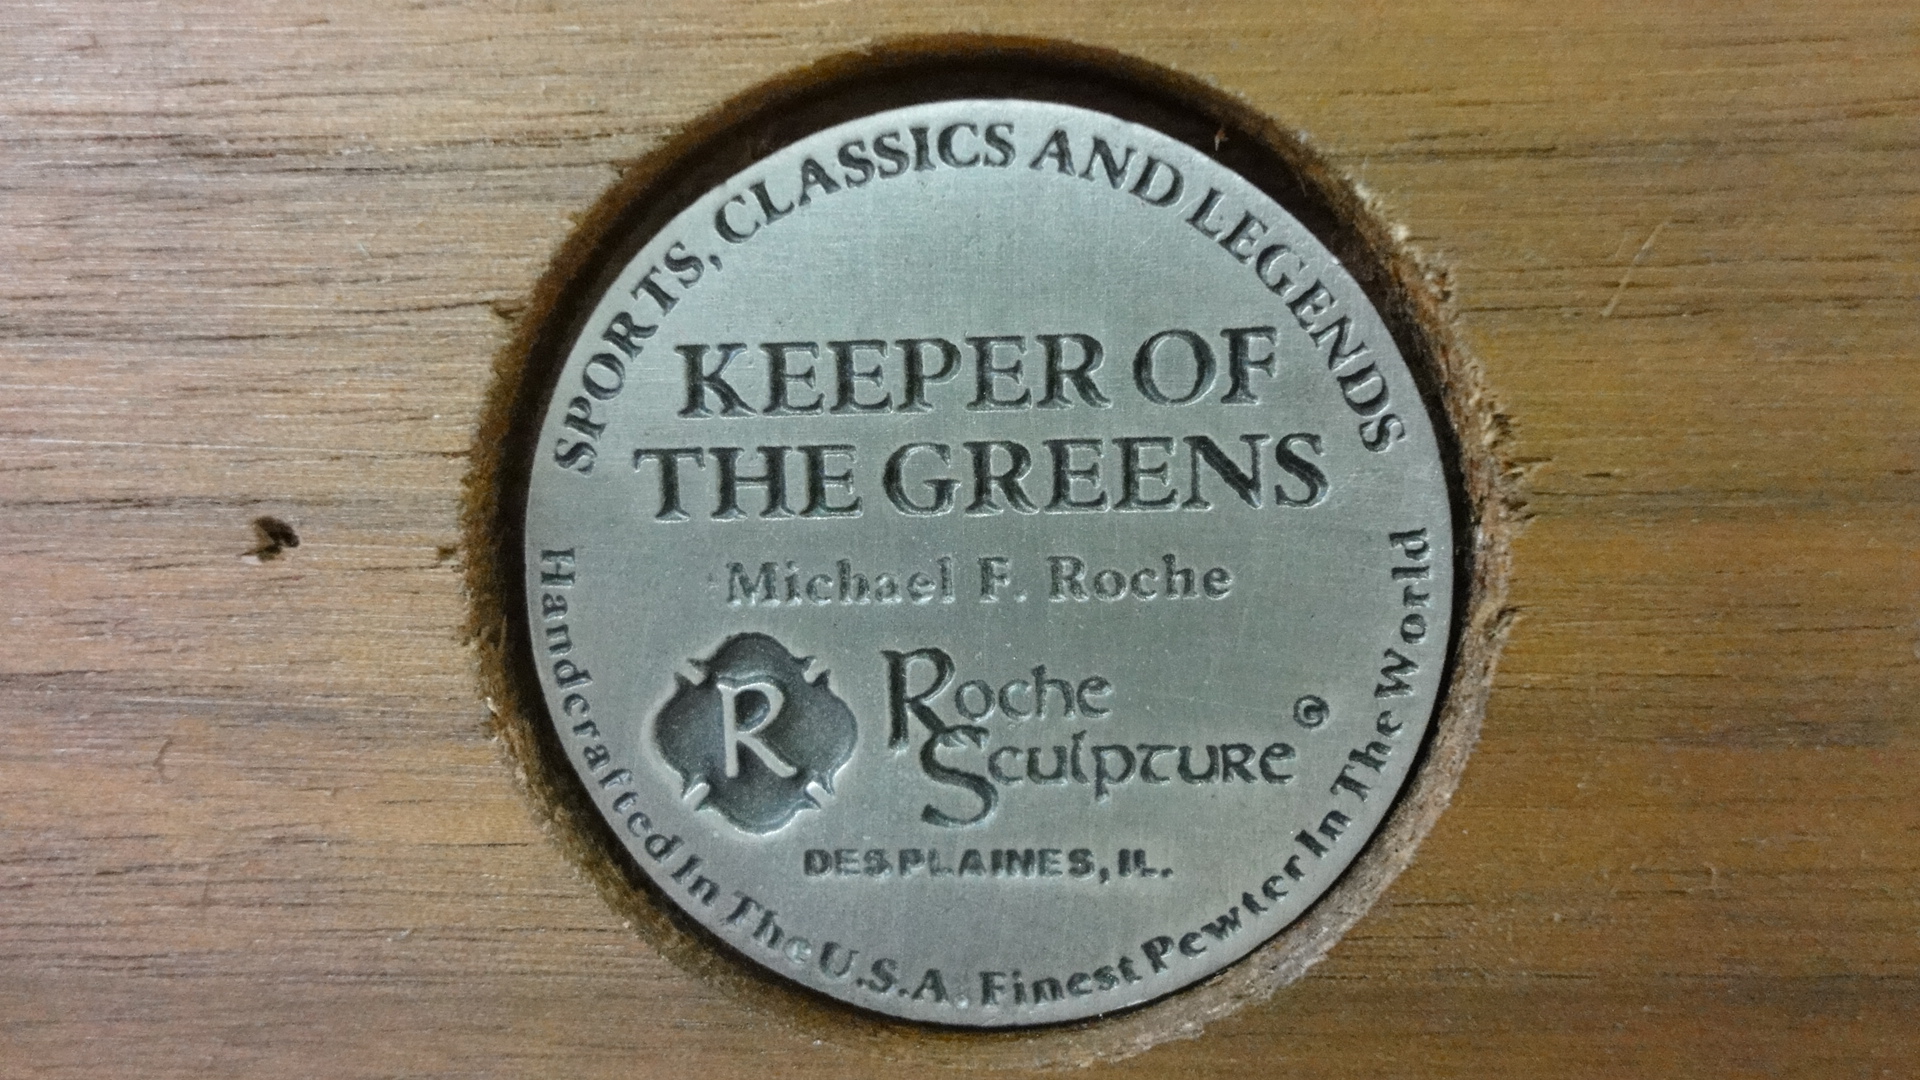 SPORTS, CLASSICS AND LEGENDS
KEEPER OF
THE GREENS
Michael F. Roche
R
Roche
Sculpture ©
DES PLAINES, IL.
Handcrafted In The U.S.A. Finest Pewter In The World